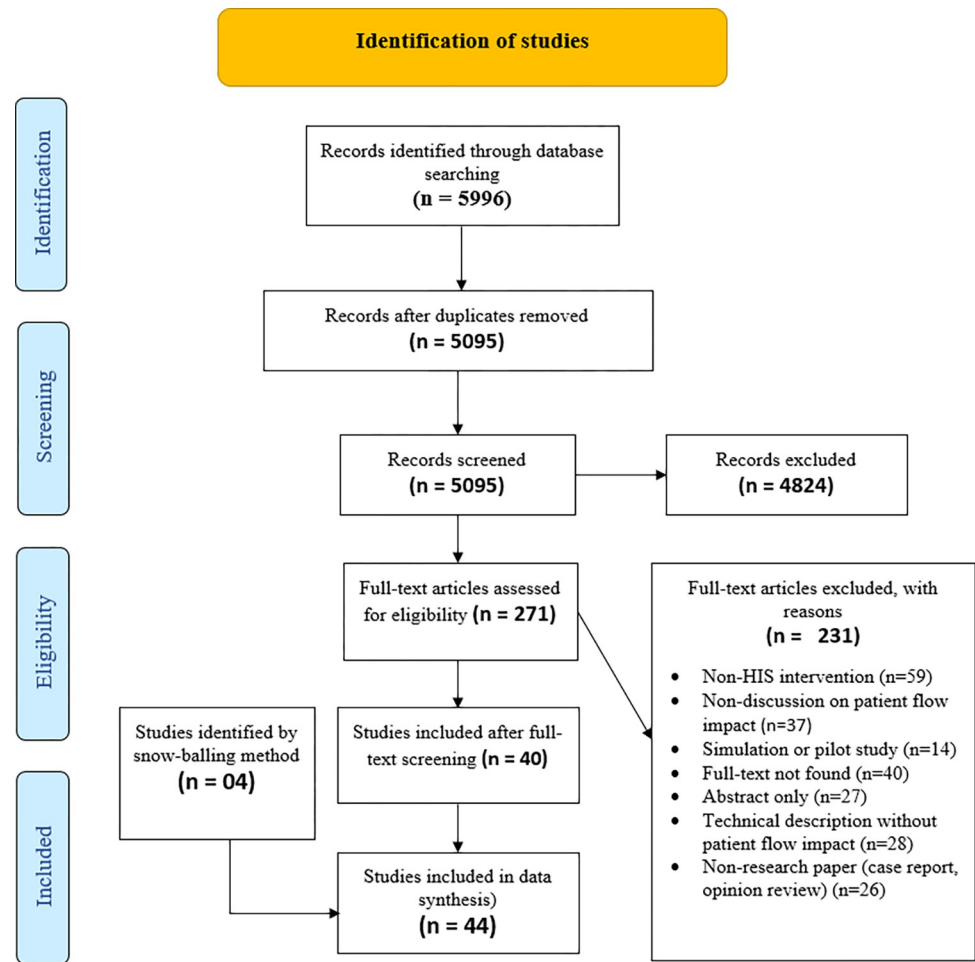 Identification of studies
Identification
Records identified through database
searching
(n = 5996)
Records after duplicates removed
(n = 5095)
Screening
Records screened
(n = 5095)
Records excluded
(n = 4824)
Eligibility
Full-text articles assessed
for eligibility (n = 271)
Full-text articles excluded, with
reasons
(n = 231)
• Non-HIS intervention (n=59)
• Non-discussion on patient flow
impact (n=37)
• Simulation or pilot study (n=14)
• Full-text not found (n=40)
• Abstract only (n=27)
• Technical description without
patient flow impact (n=28)
• Non-research paper (case report,
opinion review) (n=26)
Studies identified by
snow-balling method
(n = 04)
Studies included after full-
text screening (n = 40)
Included
Studies included in data
synthesis)
(n = 44)